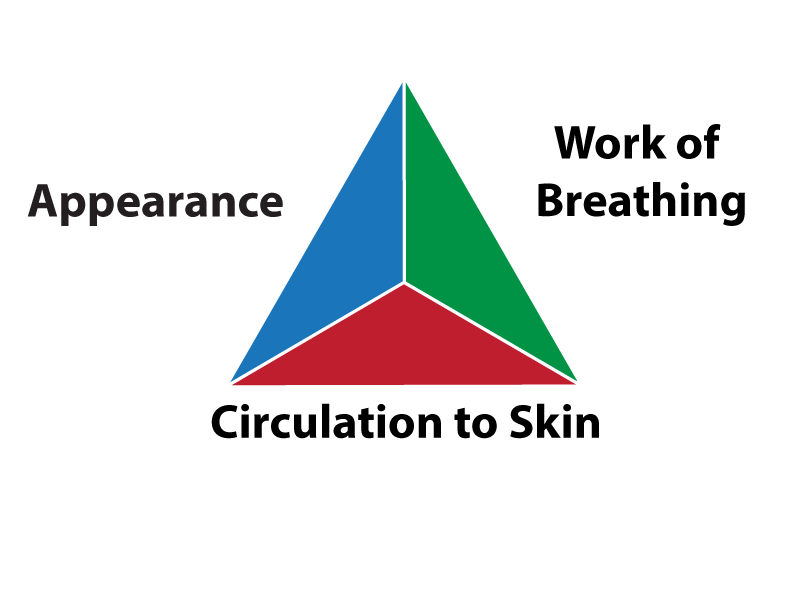 Appearance
Work of
Breathing
Circulation to Skin